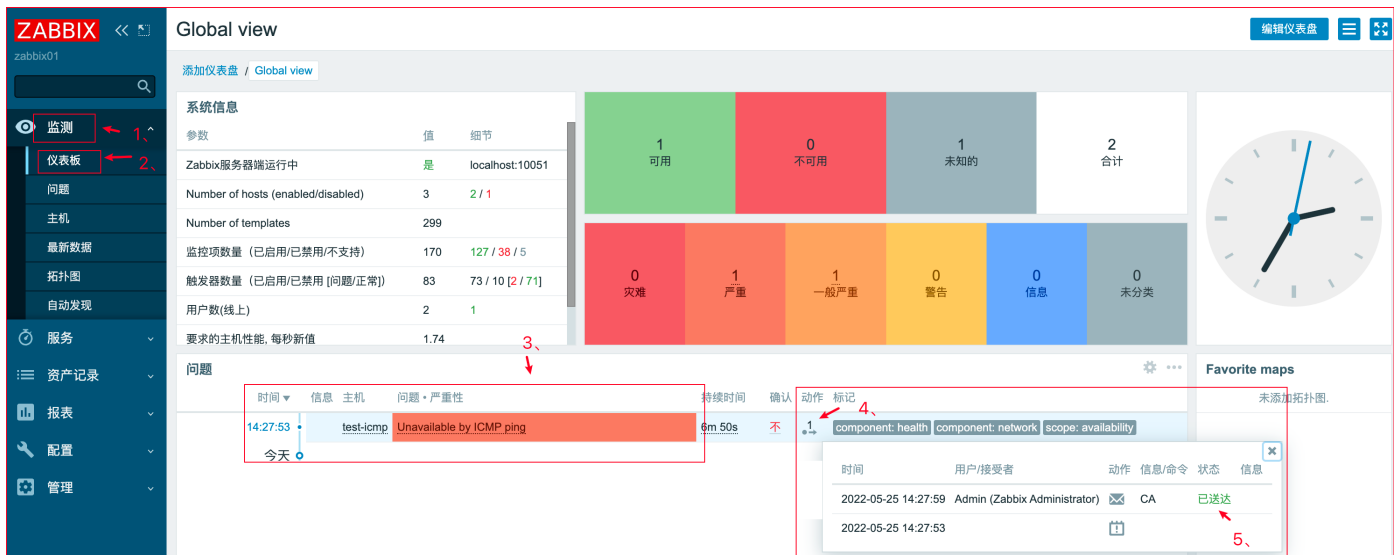 ZABBIX
zabbix01
监测
1、
仪表板
2、
问题
主机
最新数据
拓扑图
自动发现
服务
资产记录
报表
配置
管理
Global view
编辑仪表盘
添加仪表盘 / Global view
系统信息
参数 值 细节
Zabbix服务器端运行中 是 localhost:10051
Number of hosts (enabled/disabled) 3 2 / 1
Number of templates 299
监控项数量（已启用/已禁用/不支持） 170 127 / 38 / 5
触发器数量（已启用/已禁用 [问题/正常]） 83 73 / 10 [2 / 71]
用户数(线上) 2 1
要求的主机性能, 每秒新值 1.74
1 0 1 2
可用 不可用 未知的 合计
0 1 1 0 0 0
灾难 严重 一般严重 警告 信息 未分类
3、
问题
时间 ▼ 信息 主机 问题 • 严重性 持续时间 确认 动作 标记
4、
14:27:53 test-icmp Unavailable by ICMP ping 6m 50s 不 1 component: health component: network scope: availability
今天
时间 用户/接受者 动作 信息/命令 状态 信息
2022-05-25 14:27:59 Admin (Zabbix Administrator) CA 已送达
2022-05-25 14:27:53
5、
Favorite maps
未添加拓扑图.